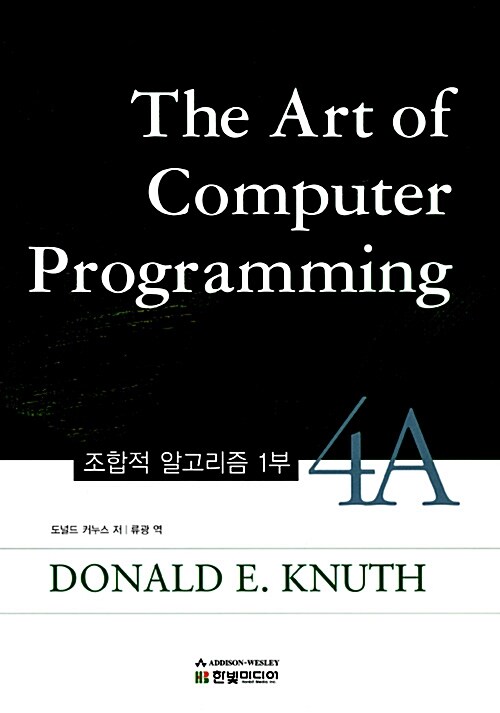 The Art of
Computer
Programming
4A
조합적 알고리즘 1부
도널드 커누스 저 | 류광 역
DONALD E. KNUTH
ADDISON-WESLEY
HB 한빛미디어